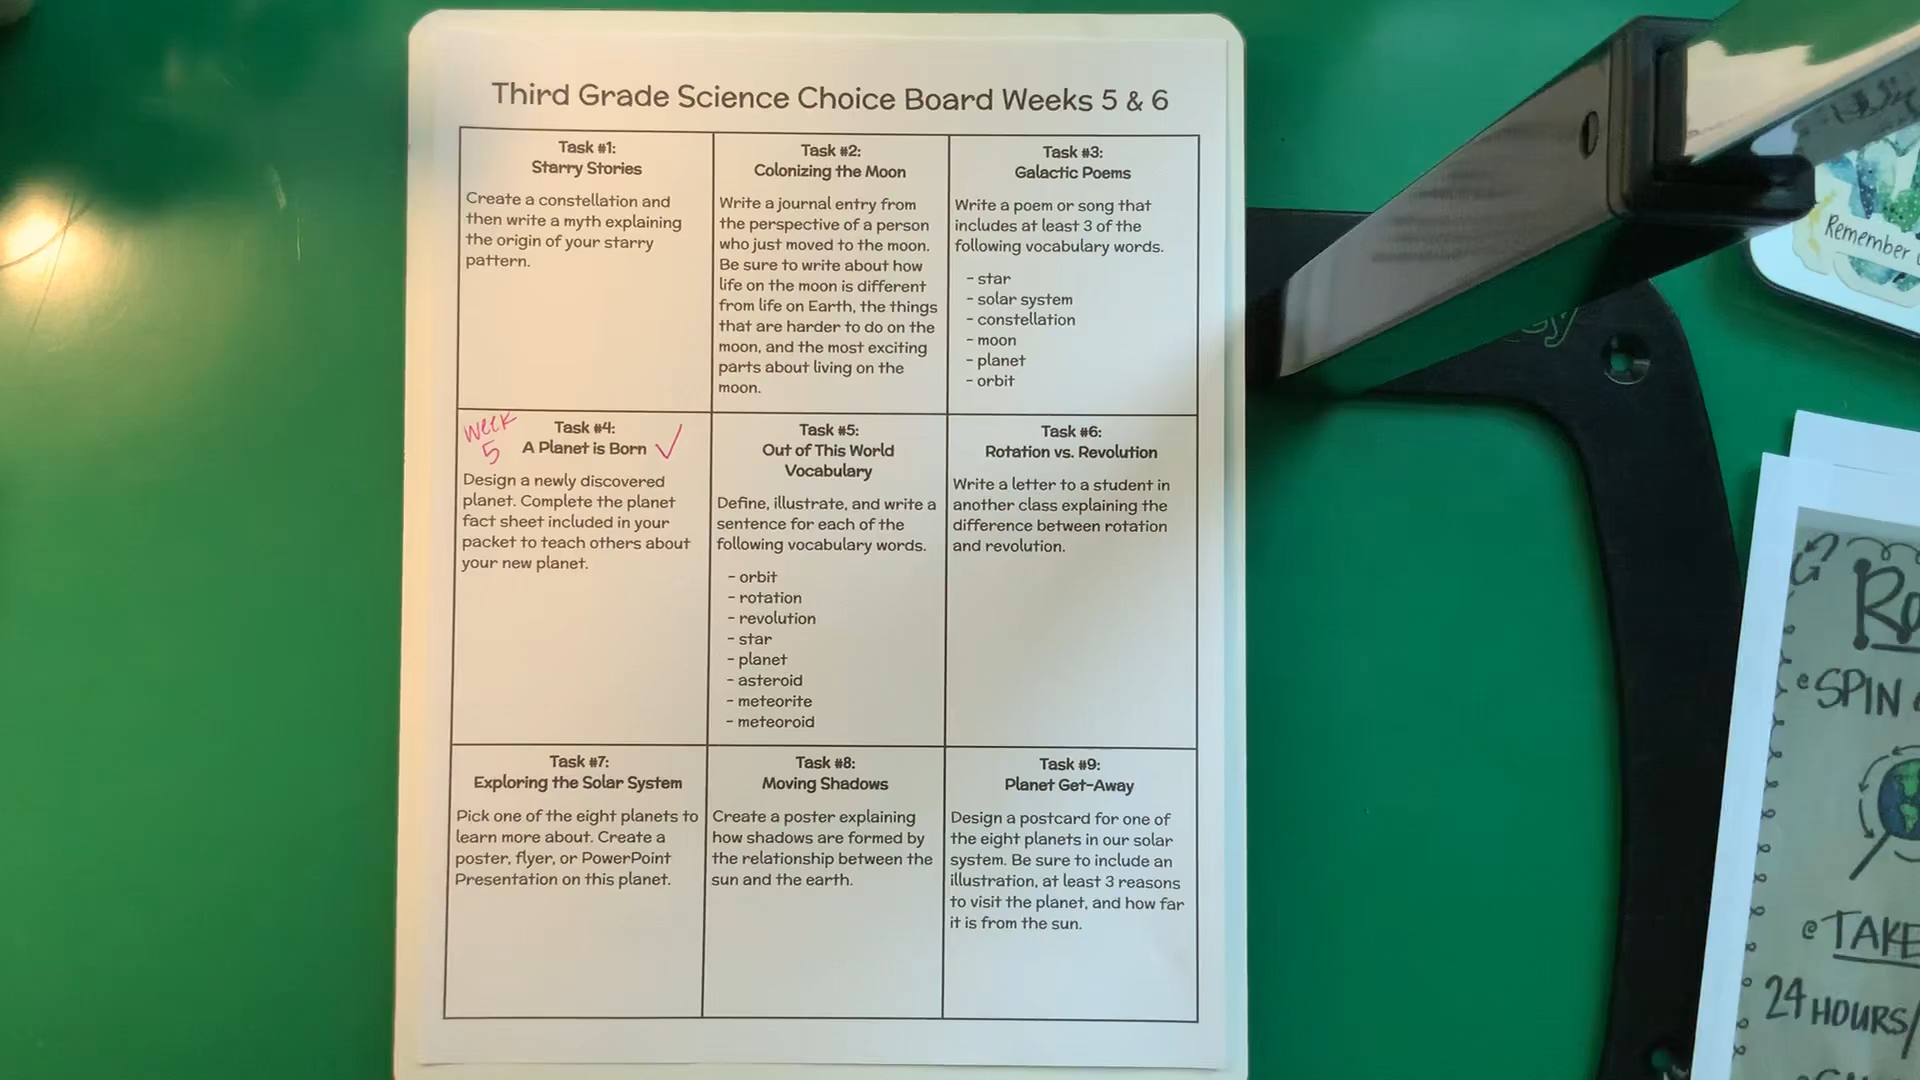 Third Grade Science Choice Board Weeks 5 & 6
Task #1:
Starry Stories
Create a constellation and
then write a myth explaining
the origin of your starry
pattern.
Task #2:
Colonizing the Moon
Write a journal entry from
the perspective of a person
who just moved to the moon.
Be sure to write about how
life on the moon is different
from life on Earth, the things
that are harder to do on the
moon, and the most exciting
parts about living on the
moon.
Task #3:
Galactic Poems
Write a poem or song that
includes at least 3 of the
following vocabulary words.
- star
- solar system
- constellation
- moon
- planet
- orbit
Week
5
Task #4:
A Planet is Born
Design a newly discovered
planet. Complete the planet
fact sheet included in your
packet to teach others about
your new planet.
Task #5:
Out of This World
Vocabulary
Define, illustrate, and write a
sentence for each of the
following vocabulary words.
- orbit
- rotation
- revolution
- star
- planet
- asteroid
- meteorite
- meteoroid
Task #6:
Rotation vs. Revolution
Write a letter to a student in
another class explaining the
difference between rotation
and revolution.
Task #7:
Exploring the Solar System
Pick one of the eight planets to
learn more about. Create a
poster, flyer, or PowerPoint
Presentation on this planet.
Task #8:
Moving Shadows
Create a poster explaining
how shadows are formed by
the relationship between the
sun and the earth.
Task #9:
Planet Get-Away
Design a postcard for one of
the eight planets in our solar
system. Be sure to include an
illustration, at least 3 reasons
to visit the planet, and how far
it is from the sun.
Remember
SPIN
TAKE
24 HOURS/